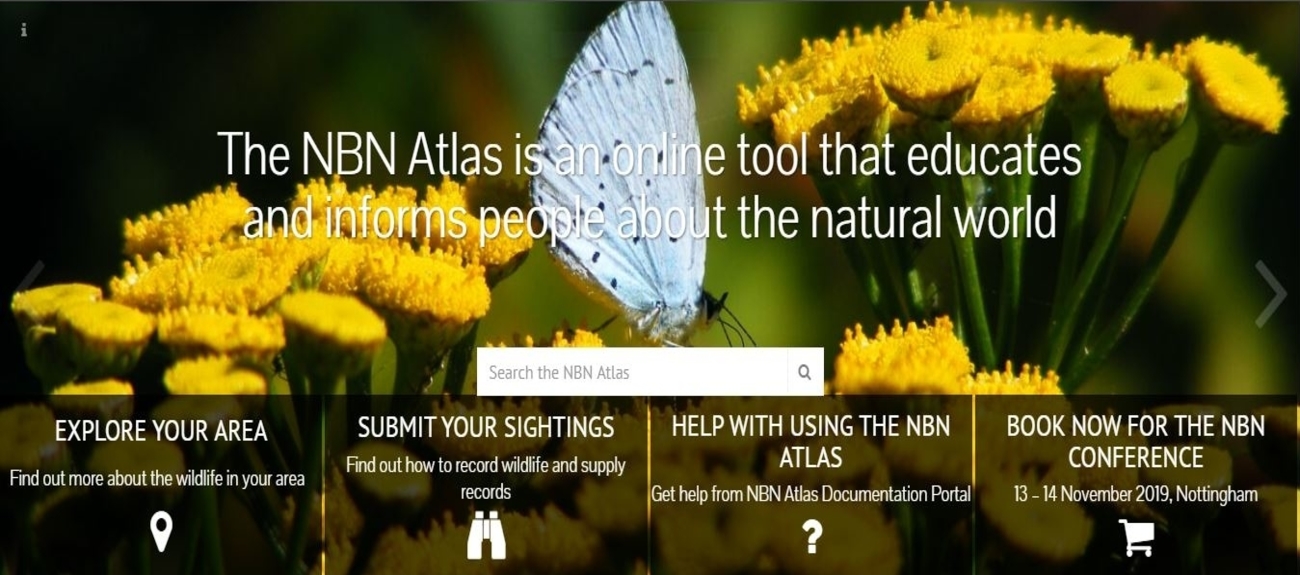 The NBN Atlas is an online tool that educates
and informs people about the natural world
Search the NBN Atlas
EXPLORE YOUR AREA
Find out more about the wildlife in your area
SUBMIT YOUR SIGHTINGS
Find out how to record wildlife and supply
records
HELP WITH USING THE NBN
ATLAS
Get help from NBN Atlas Documentation Portal
?
BOOK NOW FOR THE NBN
CONFERENCE
13 – 14 November 2019, Nottingham